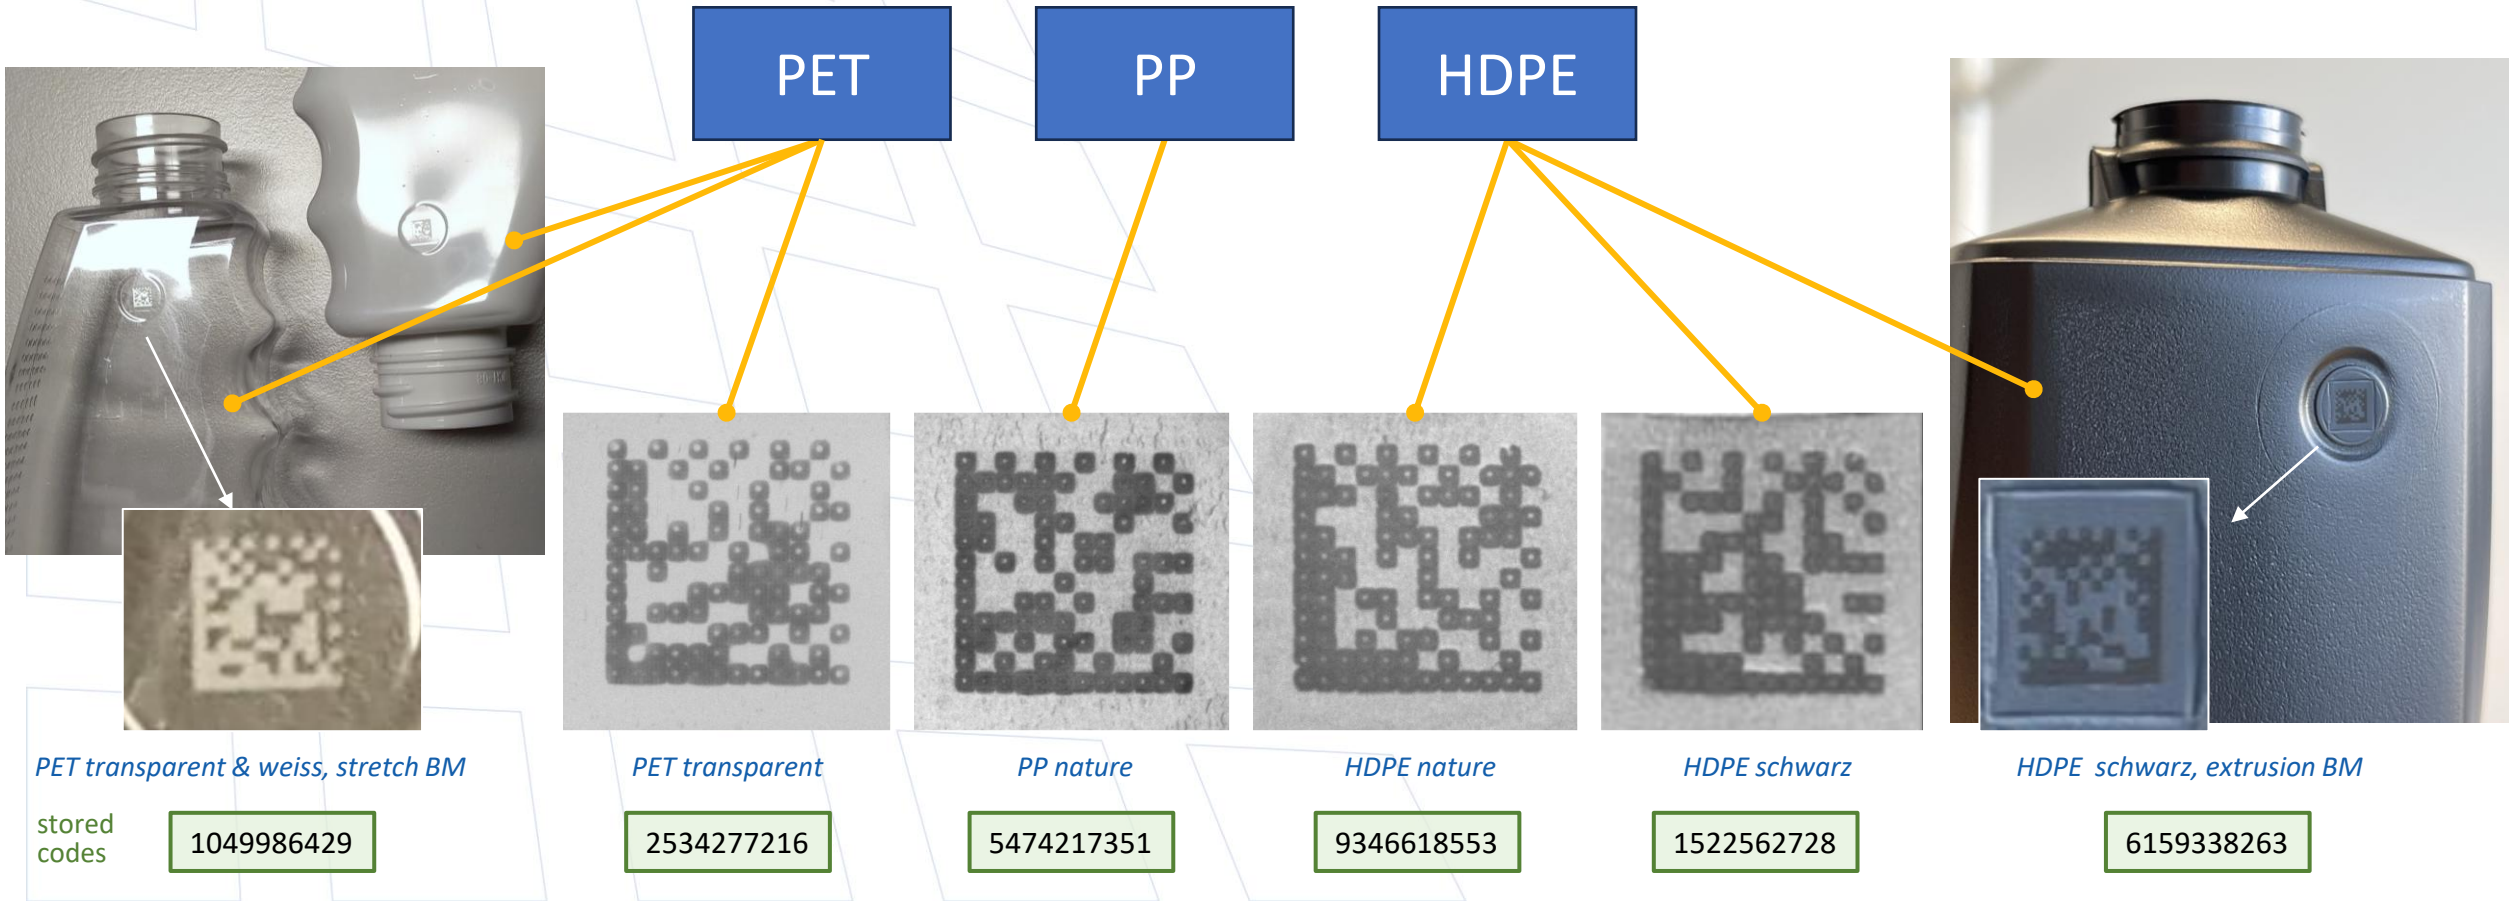 PET
PP
HDPE
PET transparent & weiss, stretch BM
PET transparent
PP nature
HDPE nature
HDPE schwarz
HDPE schwarz, extrusion BM
stored
codes
1049986429
2534277216
5474217351
9346618553
1522562728
6159338263